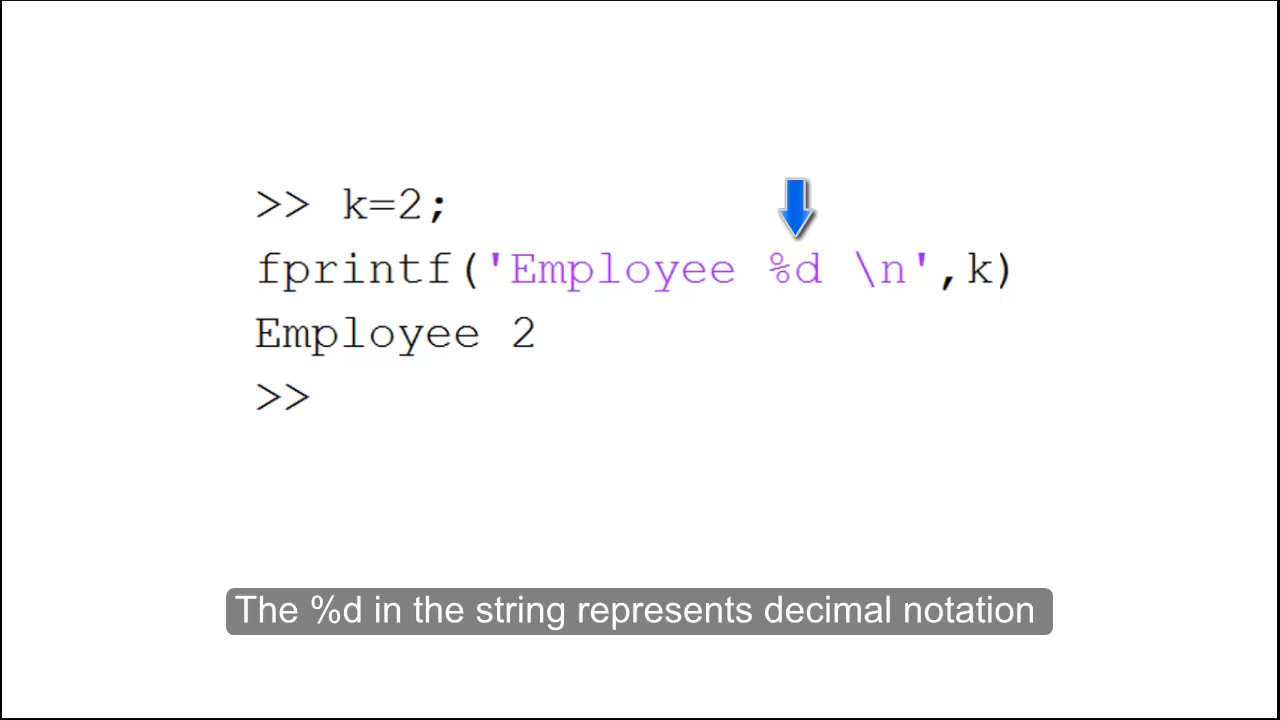 >> k=2;
fprintf('Employee %d \n',k)
Employee 2
>>
The %d in the string represents decimal notation